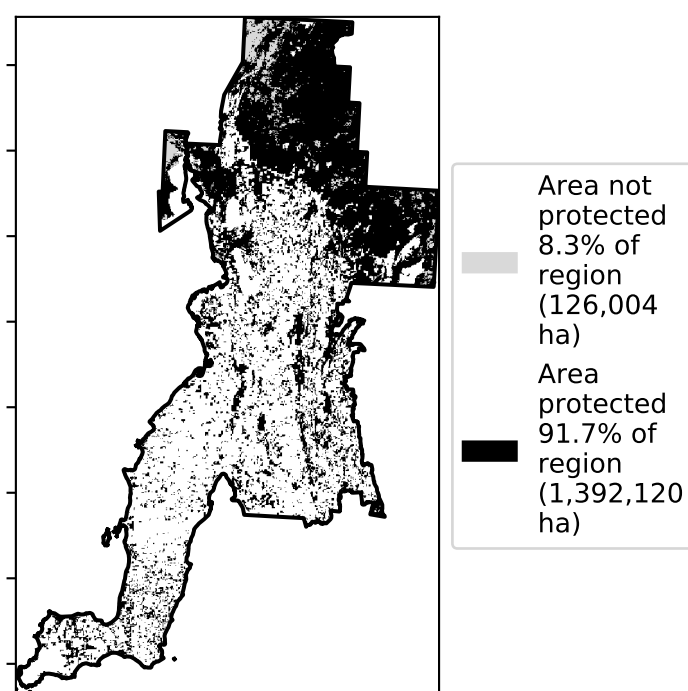 Area not
protected
8.3% of
region
(126,004
ha)
Area
protected
91.7% of
region
(1,392,120
ha)